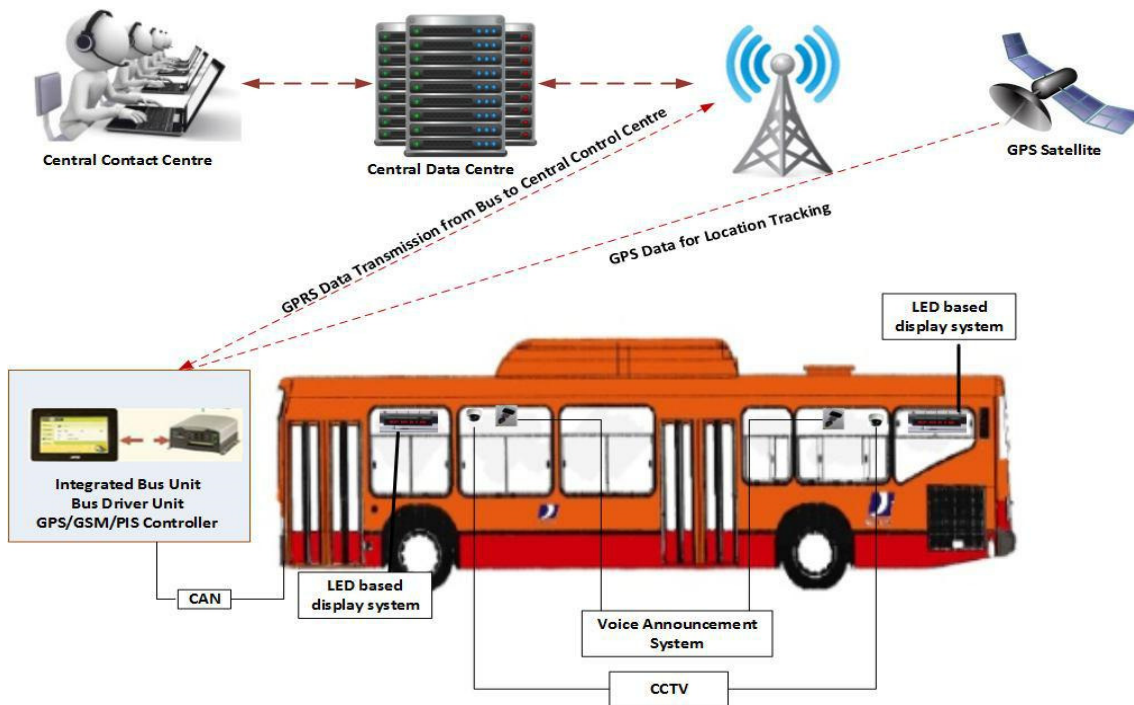 Central Contact Centre
Central Data Centre
GPS Satellite
GPRS Data Transmission from Bus to Central Control Centre
GPS Data for Location Tracking
LED based
display system
Integrated Bus Unit
Bus Driver Unit
GPS/GSM/PIS Controller
CAN
LED based
display system
Voice Announcement
System
CCTV